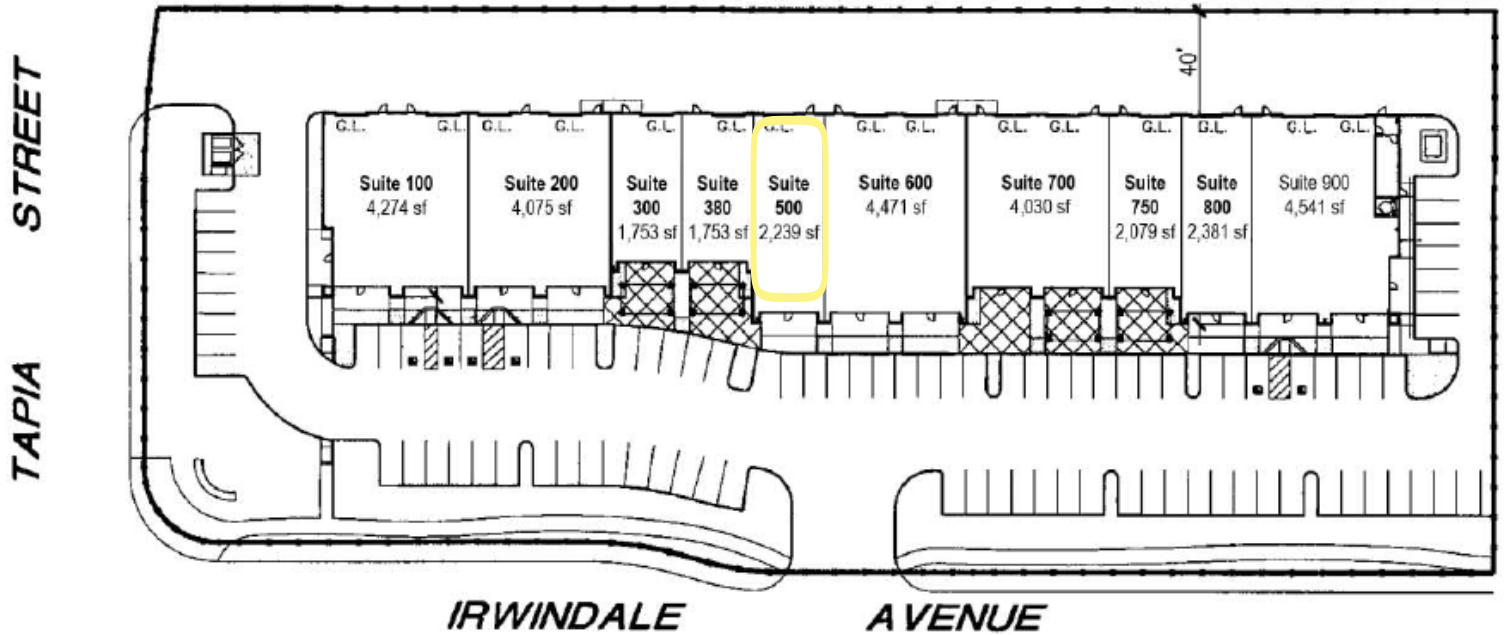 STREET
TAPIA
40'
G.L. G.L. G.L. G.L. G.L. G.L. G.L. G.L. G.L. G.L. G.L. G.L. G.L. G.L. G.L.
Suite 100
4,274 sf
Suite 200
4,075 sf
Suite
300
1,753 sf
Suite
380
1,753 sf
Suite
500
2,239 sf
Suite 600
4,471 sf
Suite 700
4,030 sf
Suite
750
2,079 sf
Suite
800
2,381 sf
Suite 900
4,541 sf
IRWINDALE AVENUE